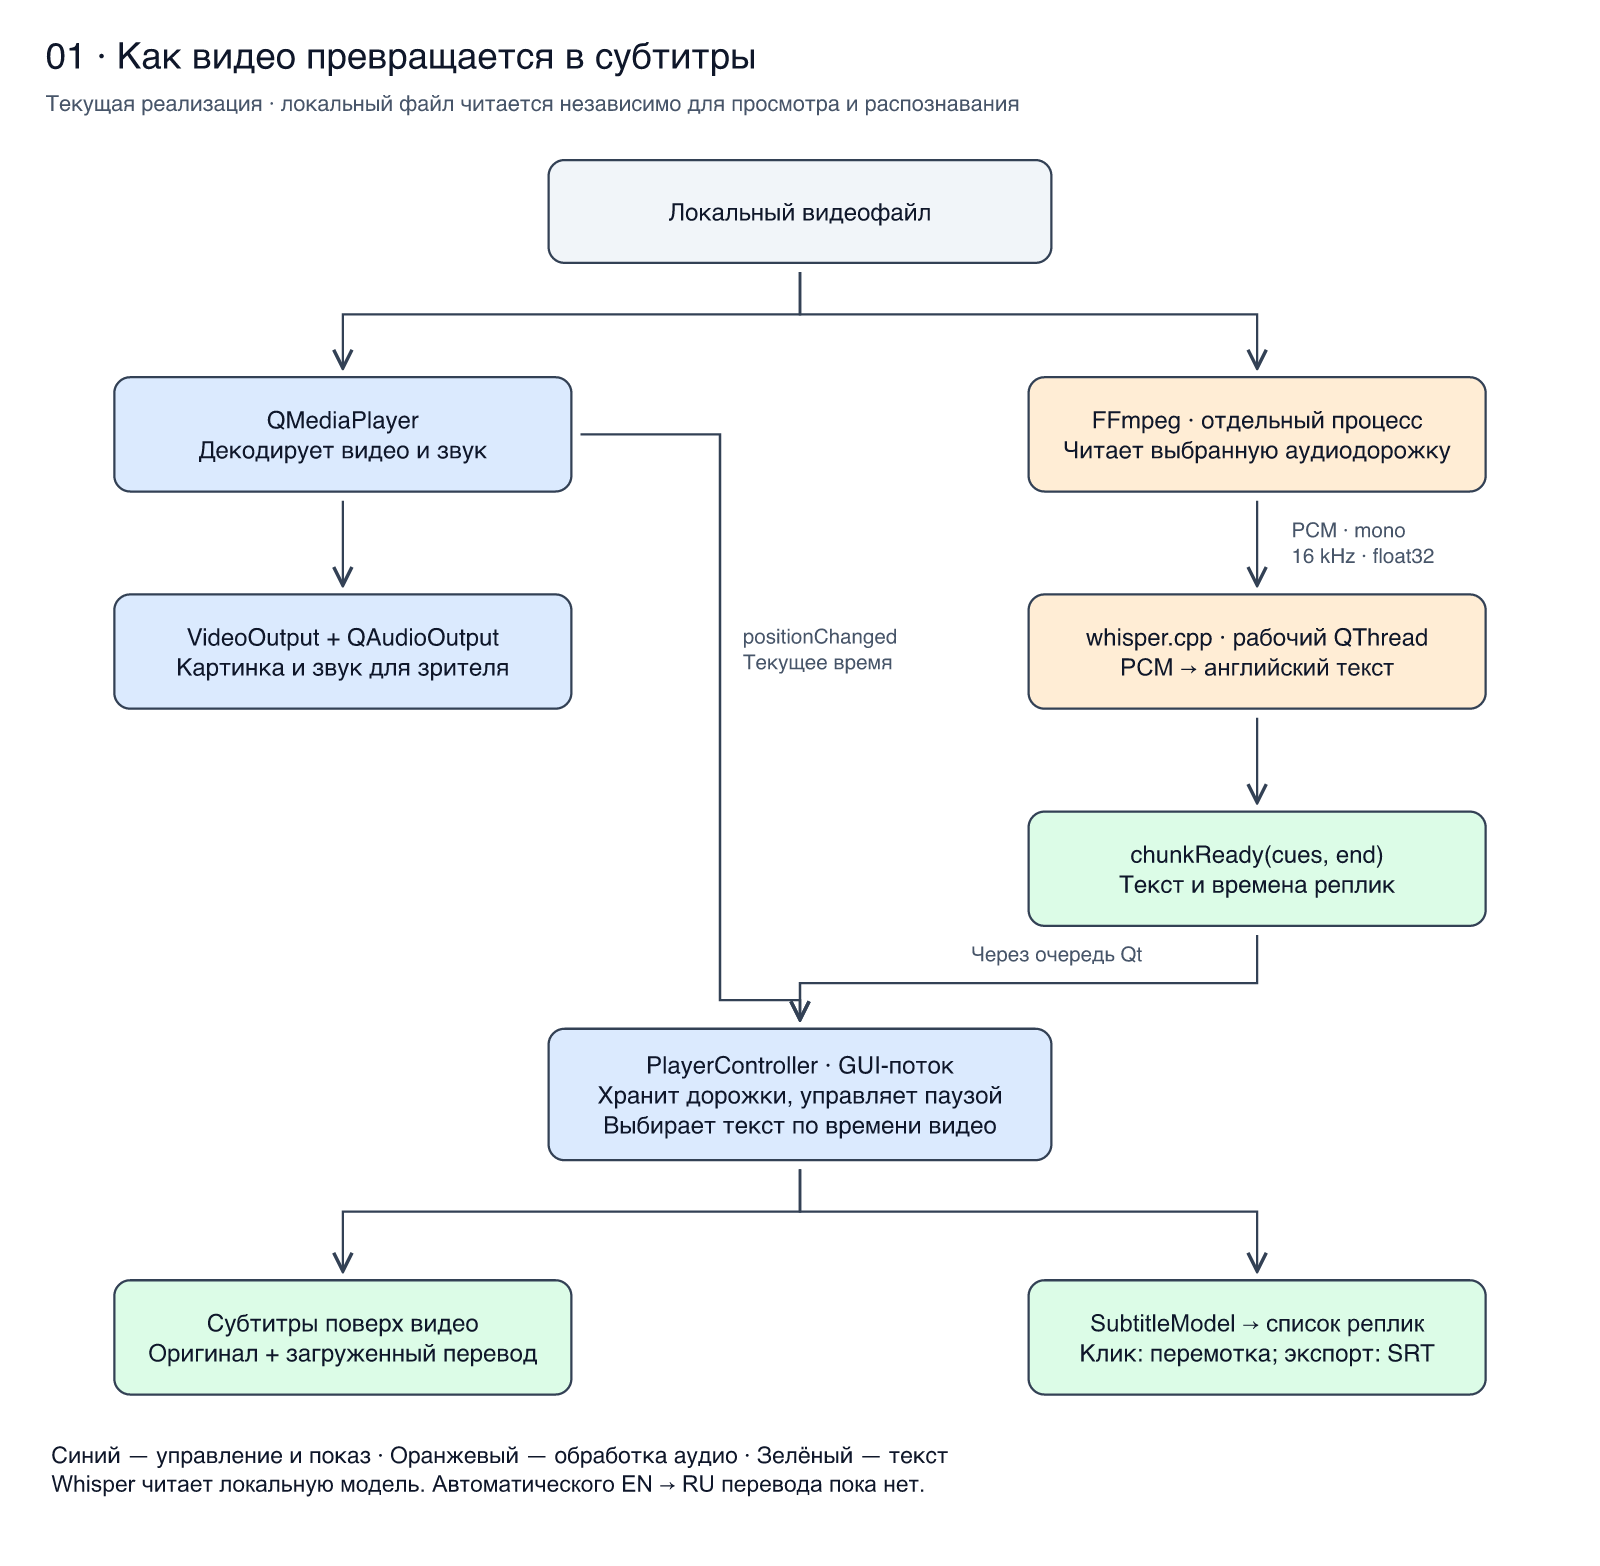 01 · Как видео превращается в субтитры
Текущая реализация · локальный файл читается независимо для просмотра и распознавания
Локальный видеофайл
QMediaPlayer
Декодирует видео и звук
FFmpeg · отдельный процесс
Читает выбранную аудиодорожку
PCM · mono
16 kHz · float32
VideoOutput + QAudioOutput
Картинка и звук для зрителя
positionChanged
Текущее время
whisper.cpp · рабочий QThread
PCM → английский текст
chunkReady(cues, end)
Текст и времена реплик
Через очередь Qt
PlayerController · GUI-поток
Хранит дорожки, управляет паузой
Выбирает текст по времени видео
Субтитры поверх видео
Оригинал + загруженный перевод
SubtitleModel → список реплик
Клик: перемотка; экспорт: SRT
Синий — управление и показ · Оранжевый — обработка аудио · Зелёный — текст
Whisper читает локальную модель. Автоматического EN → RU перевода пока нет.